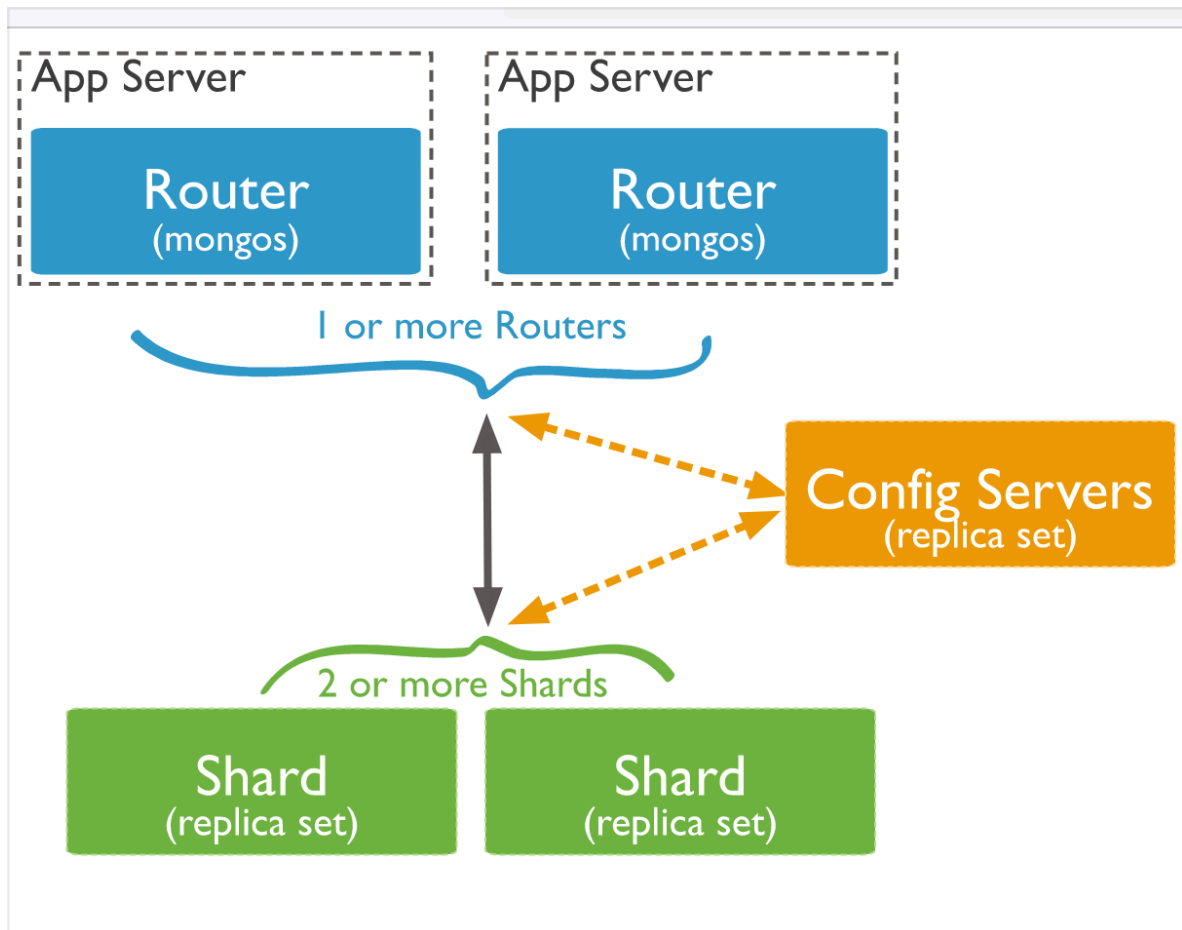 App Server
App Server
Router
(mongos)
Router
(mongos)
1 or more Routers
Config Servers
(replica set)
2 or more Shards
Shard
(replica set)
Shard
(replica set)